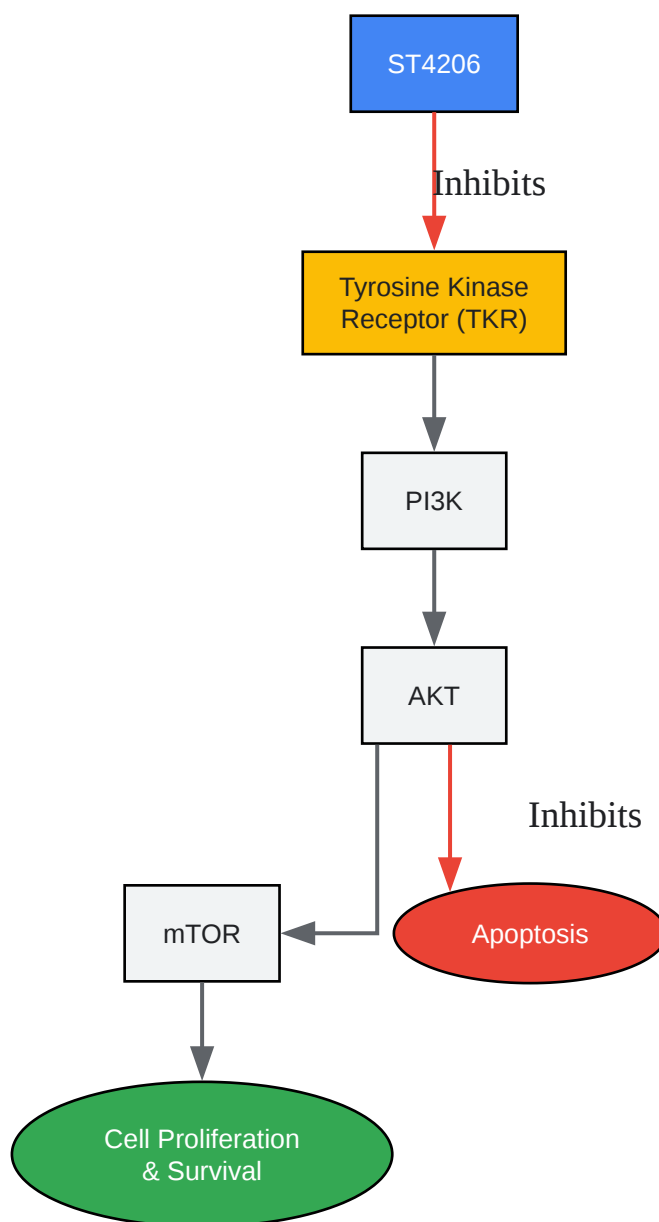 ST4206
Inhibits
Tyrosine Kinase
Receptor (TKR)
PI3K
AKT
Inhibits
mTOR
Apoptosis
Cell Proliferation
& Survival